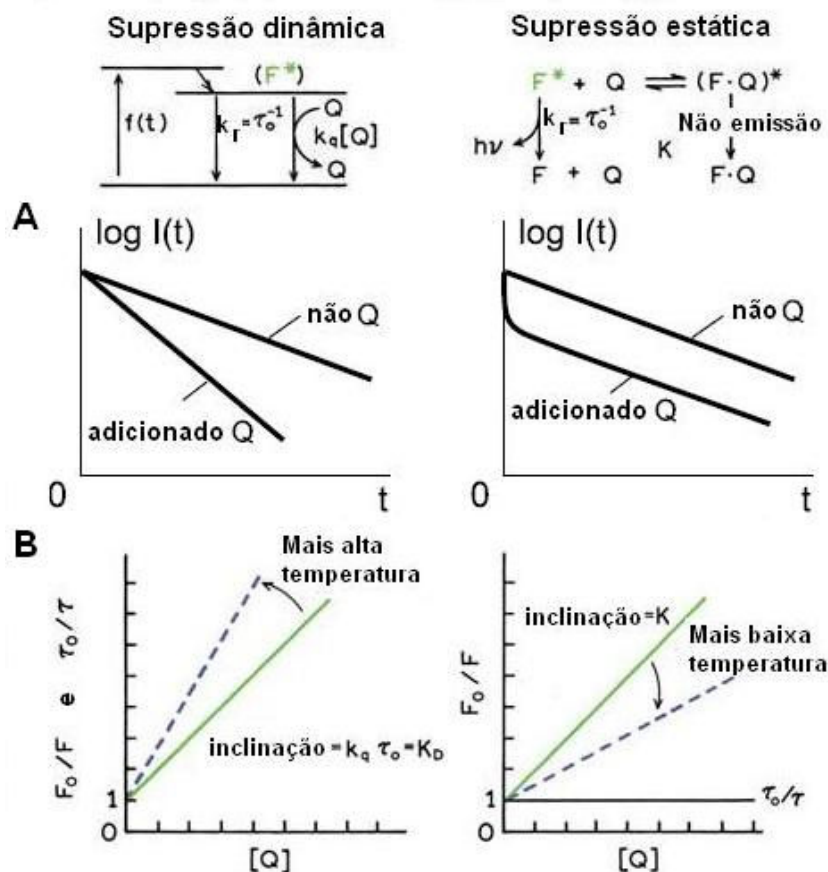 Supressão dinâmica
(F*)
f(t)
k_r=τ_o^-1
Q
k_q[Q]
Q
Supressão estática
F* + Q ⇌ (F·Q)*
k_r=τ_o^-1
Não emissão
hν
K
F + Q
F·Q
A
log I(t)
não Q
adicionado Q
0
t
log I(t)
não Q
adicionado Q
0
t
B
Mais alta
temperatura
F_o/F e τ_o/τ
inclinação=k_q τ_o=K_D
1
0
[Q]
inclinação=K
Mais baixa
temperatura
F_o/F
τ_o/τ
1
0
[Q]